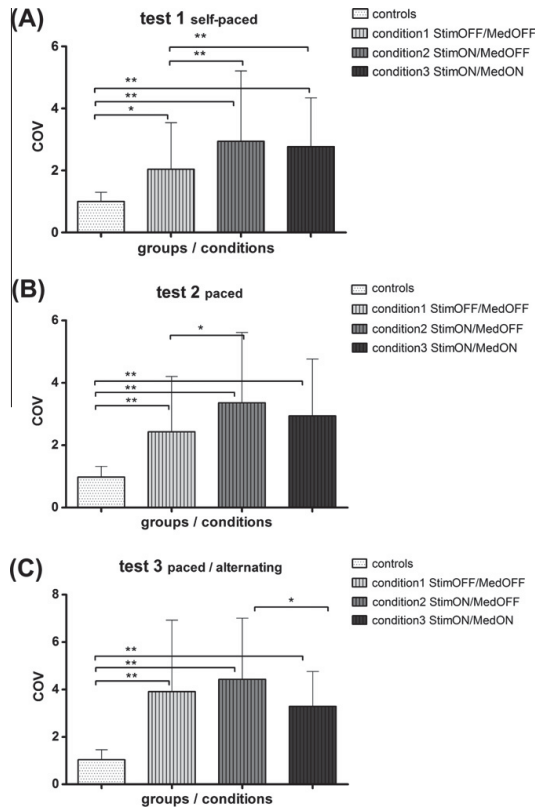 (A)
test 1 self-paced
controls
condition1 StimOFF/MedOFF
condition2 StimON/MedOFF
condition3 StimON/MedON
COV
6
4
2
0
**
**
**
**
*
groups / conditions
(B)
test 2 paced
controls
condition1 StimOFF/MedOFF
condition2 StimON/MedOFF
condition3 StimON/MedON
COV
6
4
2
0
*
**
**
**
groups / conditions
(C)
test 3 paced / alternating
controls
condition1 StimOFF/MedOFF
condition2 StimON/MedOFF
condition3 StimON/MedON
COV
8
6
4
2
0
*
**
**
**
groups / conditions